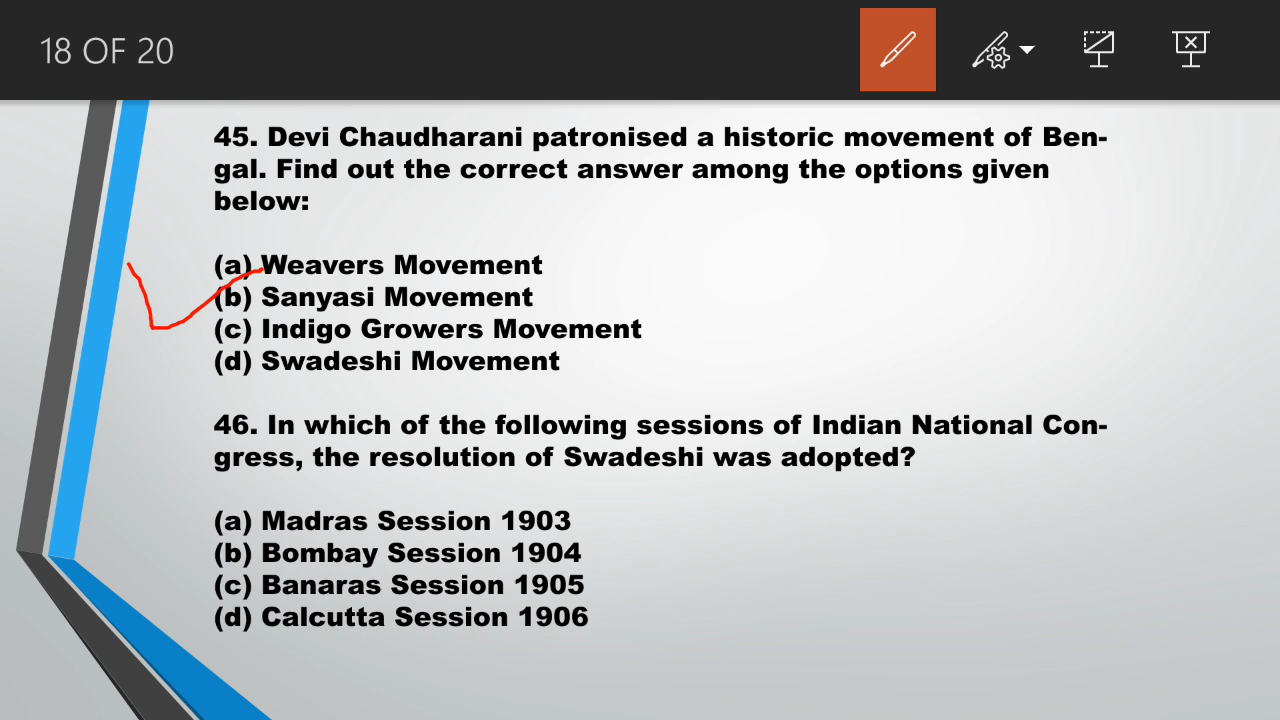 18 OF 20
45. Devi Chaudharani patronised a historic movement of Ben-
gal. Find out the correct answer among the options given
below:
(a) Weavers Movement
(b) Sanyasi Movement
(c) Indigo Growers Movement
(d) Swadeshi Movement
46. In which of the following sessions of Indian National Con-
gress, the resolution of Swadeshi was adopted?
(a) Madras Session 1903
(b) Bombay Session 1904
(c) Banaras Session 1905
(d) Calcutta Session 1906